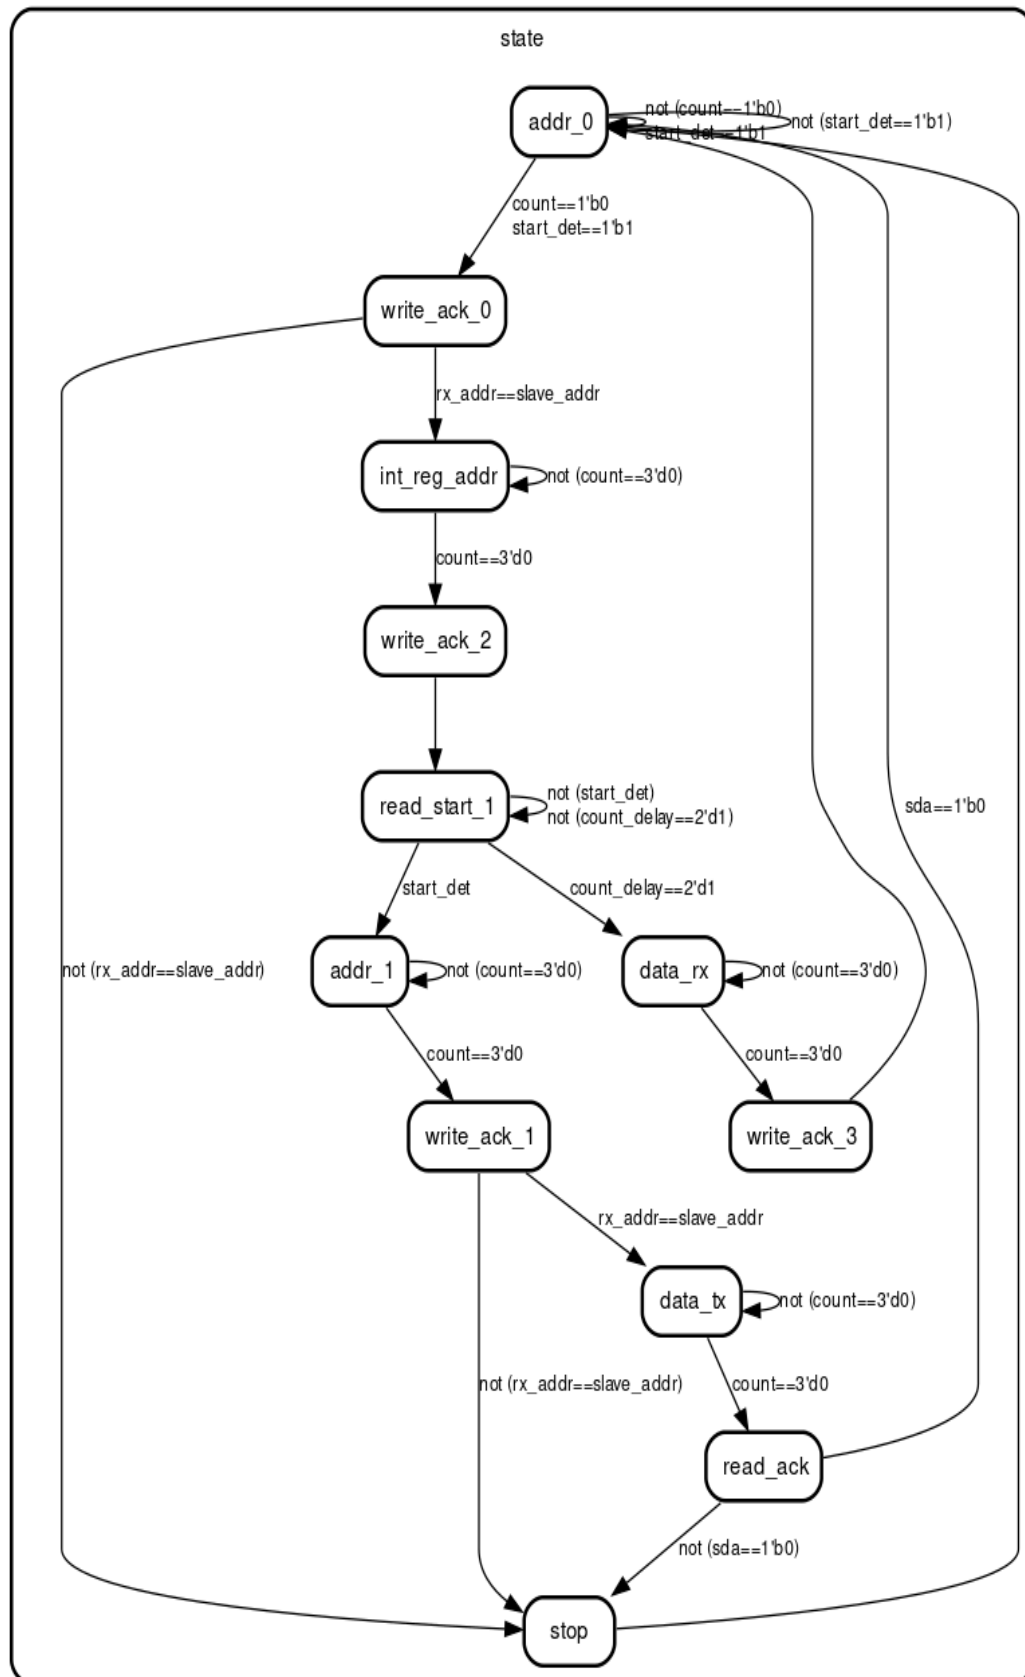 state
addr_0
not (count==1'b0)
start_det==1'b1
not (start_det==1'b1)
count==1'b0
start_det==1'b1
write_ack_0
rx_addr==slave_addr
int_reg_addr
not (count==3'd0)
count==3'd0
write_ack_2
read_start_1
not (start_det)
not (count_delay==2'd1)
sda==1'b0
start_det
count_delay==2'd1
not (rx_addr==slave_addr)
addr_1
not (count==3'd0)
data_rx
not (count==3'd0)
count==3'd0
count==3'd0
write_ack_1
write_ack_3
rx_addr==slave_addr
data_tx
not (count==3'd0)
not (rx_addr==slave_addr)
count==3'd0
read_ack
not (sda==1'b0)
stop